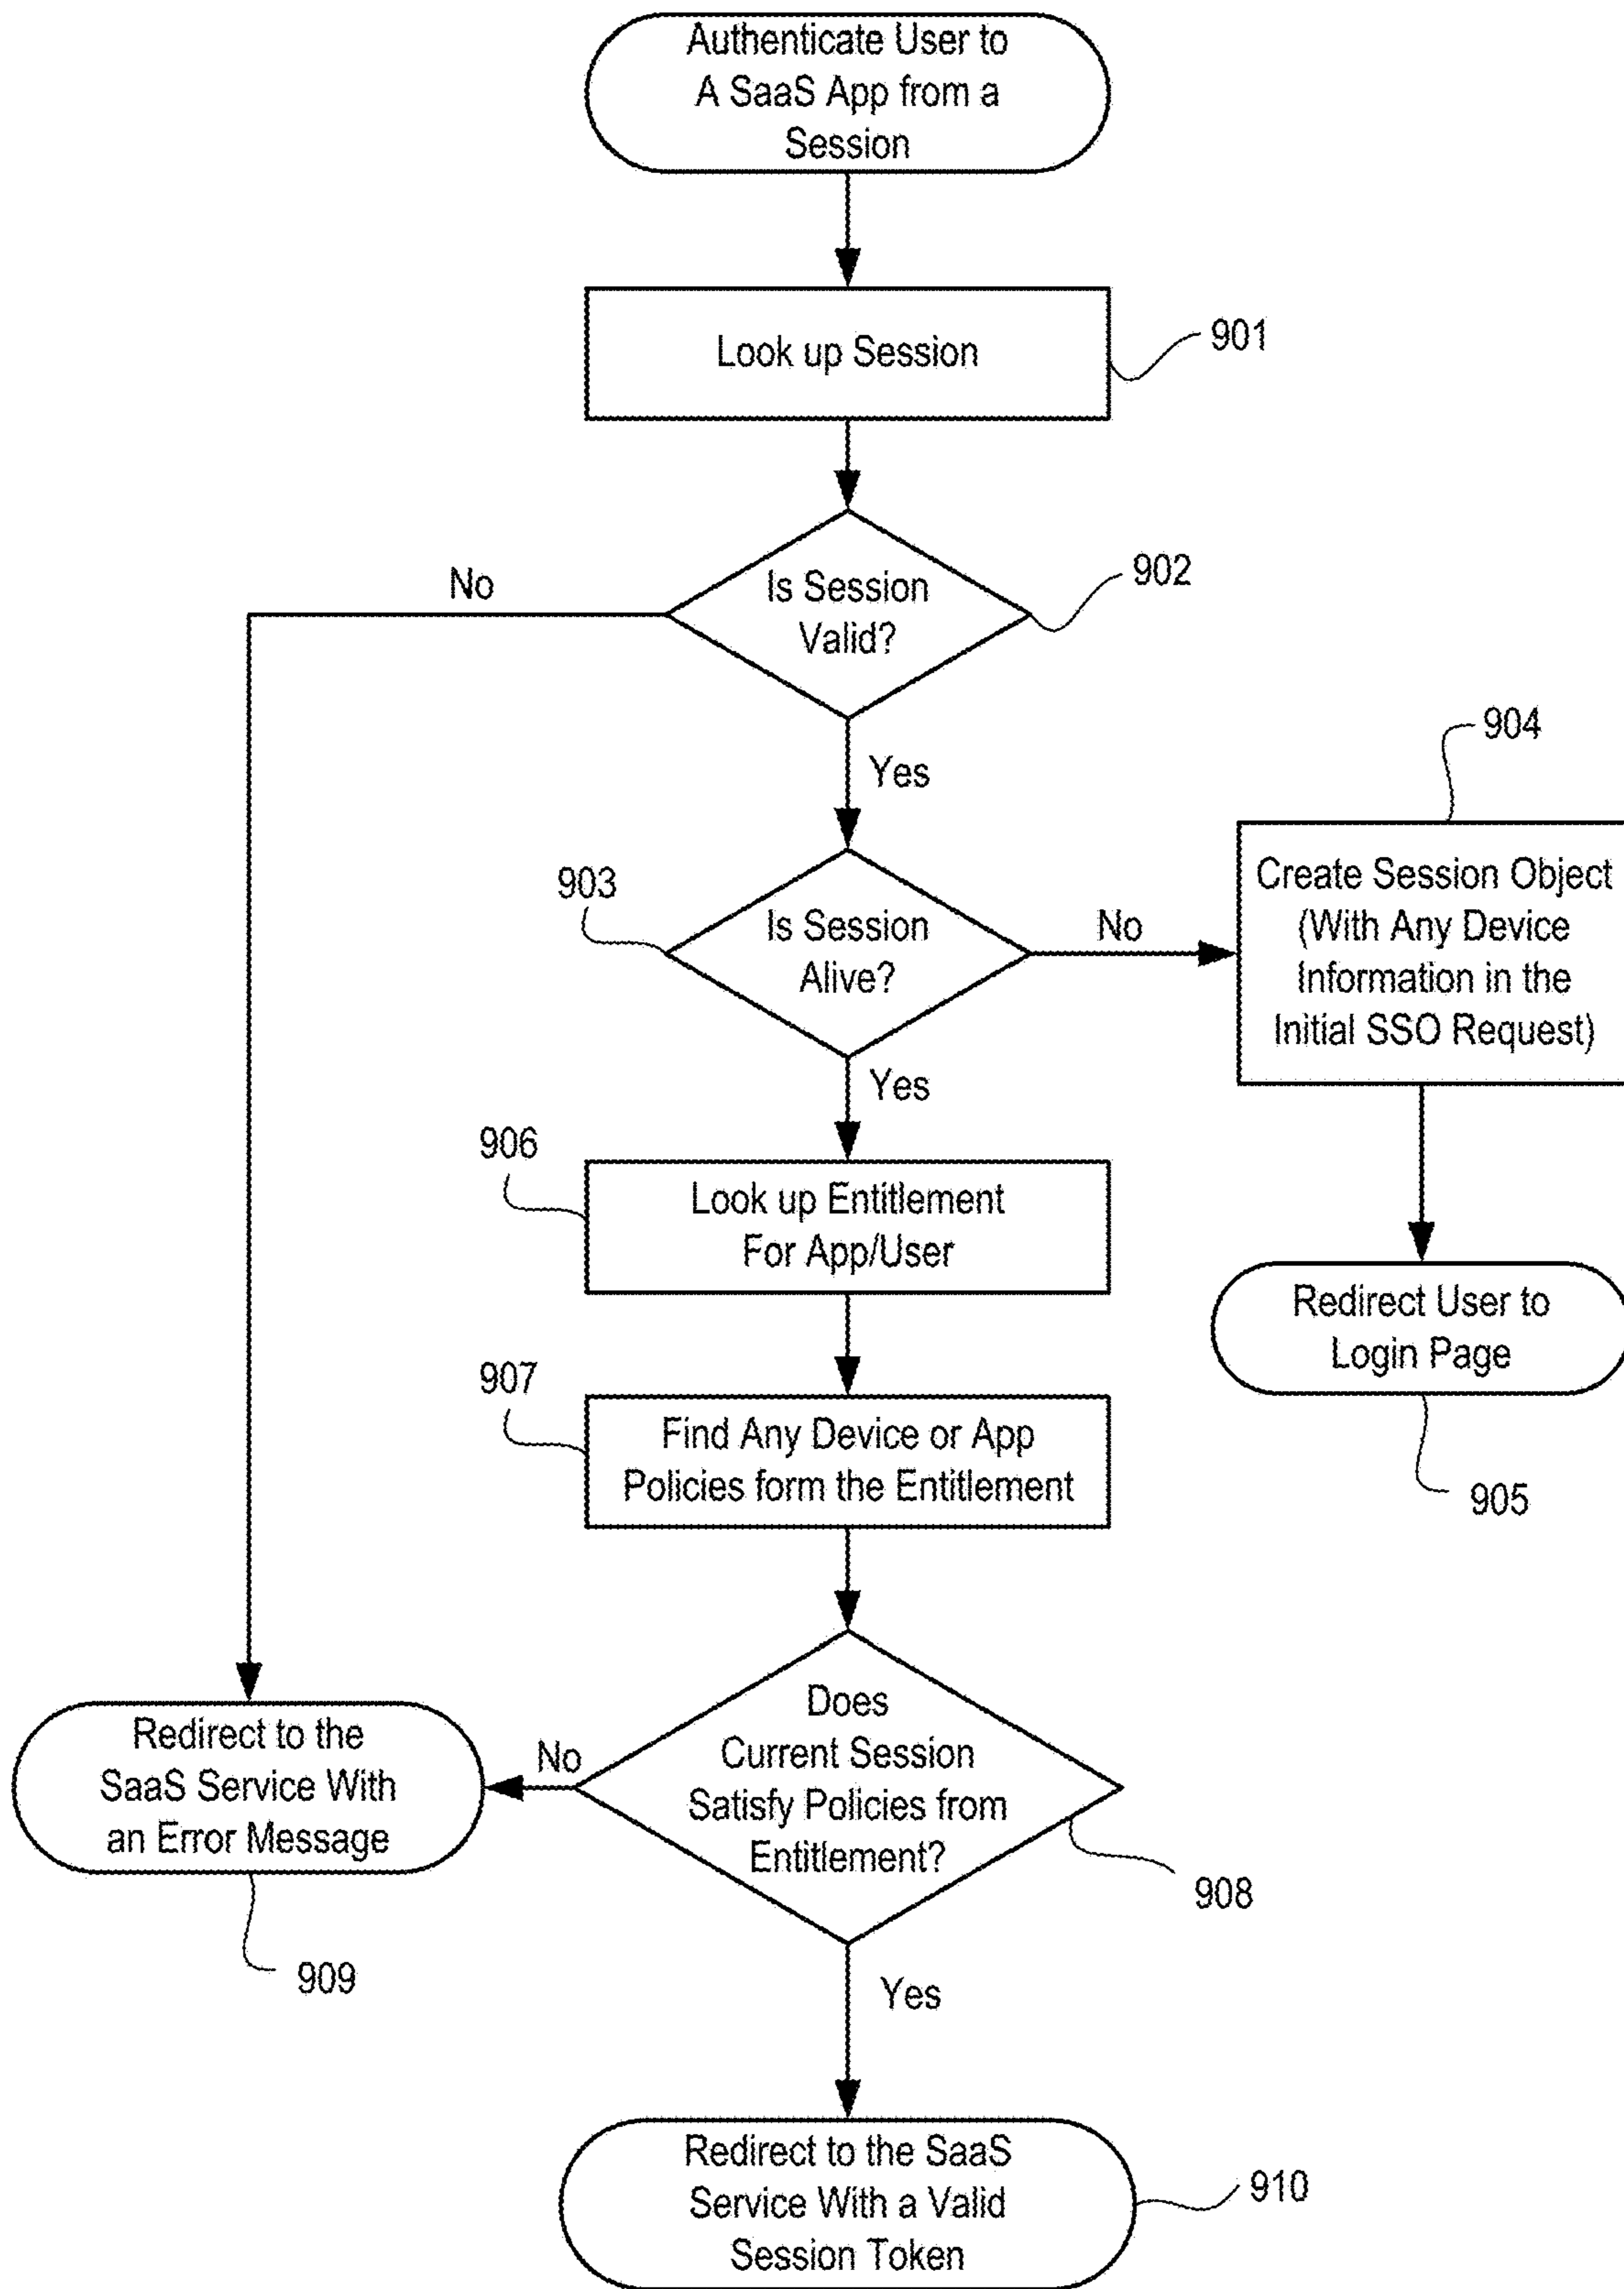 Authenticate User to
A SaaS App from a
Session
Look up Session
901
Is Session
Valid?
902
No
Yes
903
Is Session
Alive?
No
904
Create Session Object
(With Any Device
Information in the
Initial SSO Request)
Yes
906
Look up Entitlement
For App/User
Redirect User to
Login Page
905
907
Find Any Device or App
Policies form the Entitlement
Does
Current Session
Satisfy Policies from
Entitlement?
908
No
Redirect to the
SaaS Service With
an Error Message
909
Yes
Redirect to the SaaS
Service With a Valid
Session Token
910